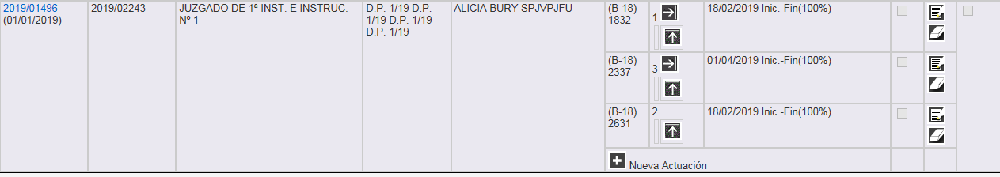 2019/01496
(01/01/2019)
2019/02243
JUZGADO DE 1ª INST. E INSTRUC.
Nº 1
D.P. 1/19 D.P.
1/19 D.P. 1/19
D.P. 1/19
ALICIA BURY SPJVPJFU
(B-18)
1832
1
18/02/2019 Inic.-Fin(100%)
(B-18)
2337
3
01/04/2019 Inic.-Fin(100%)
(B-18)
2631
2
18/02/2019 Inic.-Fin(100%)
Nueva Actuación